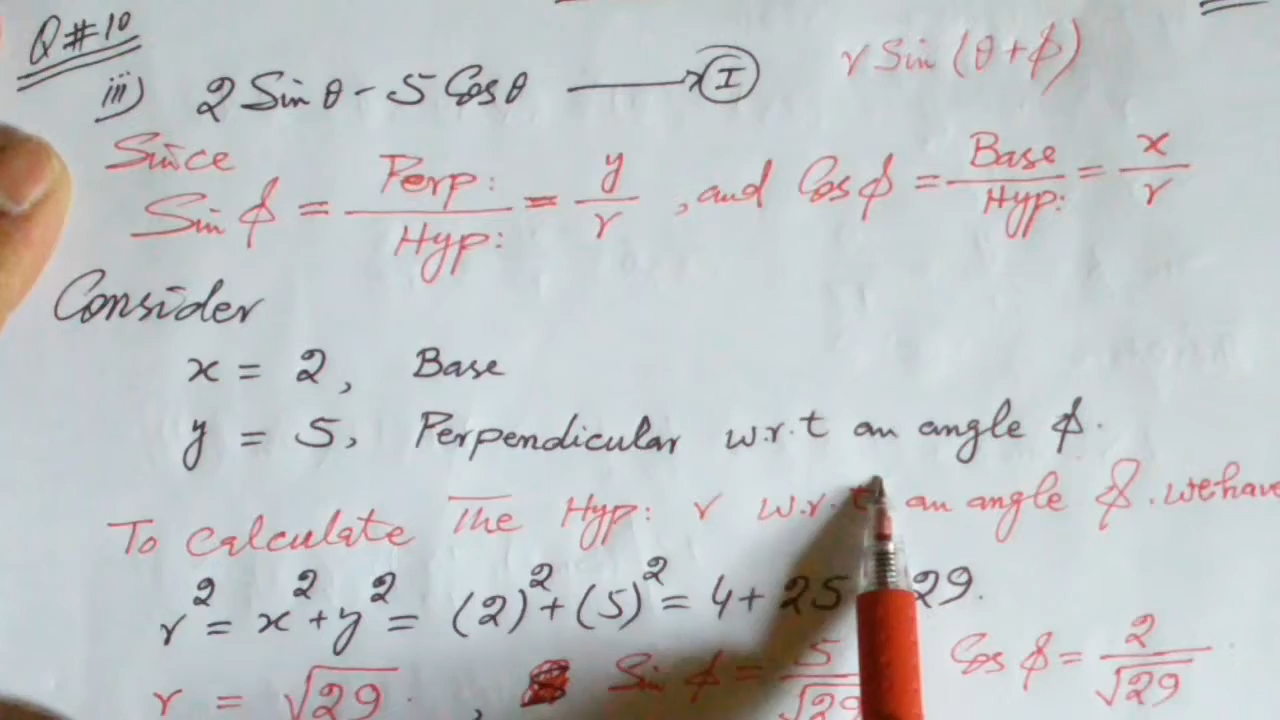 Q#10
iii) 2 Sin θ - 5 Cos θ → I r Sin (θ+ϕ)
Since
Sin ϕ = Perp: / Hyp: = y / r , and Cos ϕ = Base / Hyp: = x / r
Consider
x = 2, Base
y = 5, Perpendicular w.r.t an angle ϕ.
To calculate The Hyp: r w.r.t an angle ϕ. we have
r² = x² + y² = (2)² + (5)² = 4 + 25 29.
r = √29 , Sin ϕ = 5 / √29 Cos ϕ = 2 / √29